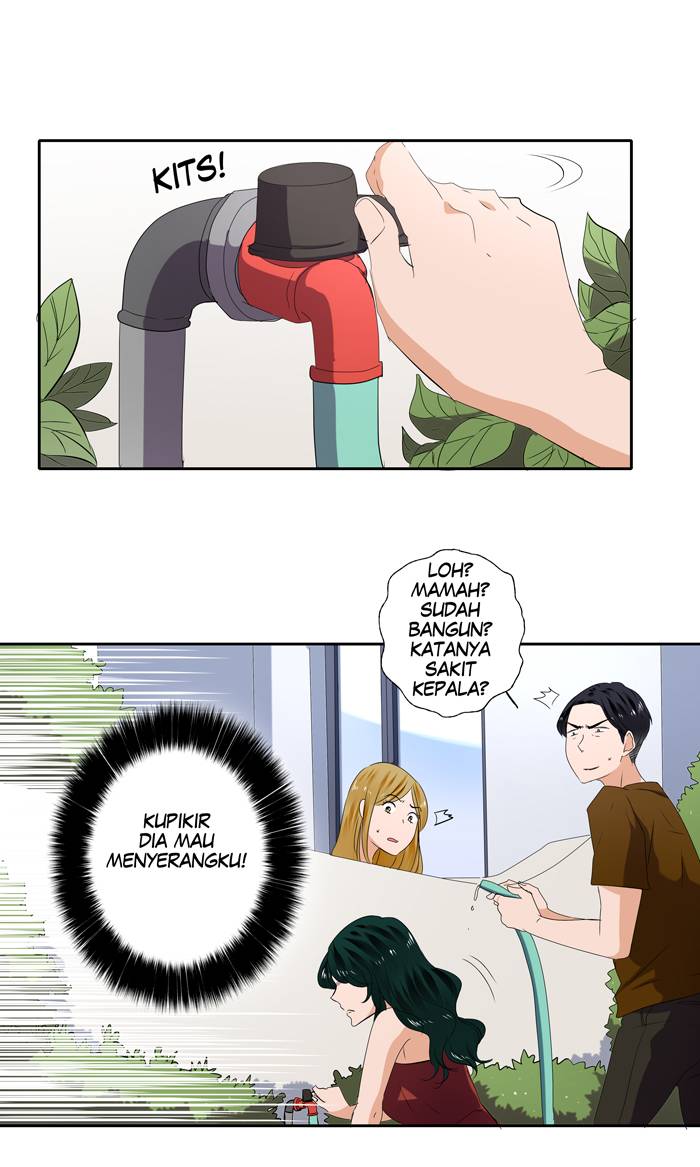 KITS!
LOH?
MAMAH?
SUDAH
BANGUN?
KATANYA
SAKIT
KEPALA?
KUPIKIR
DIA MAU
MENYERANGKU!